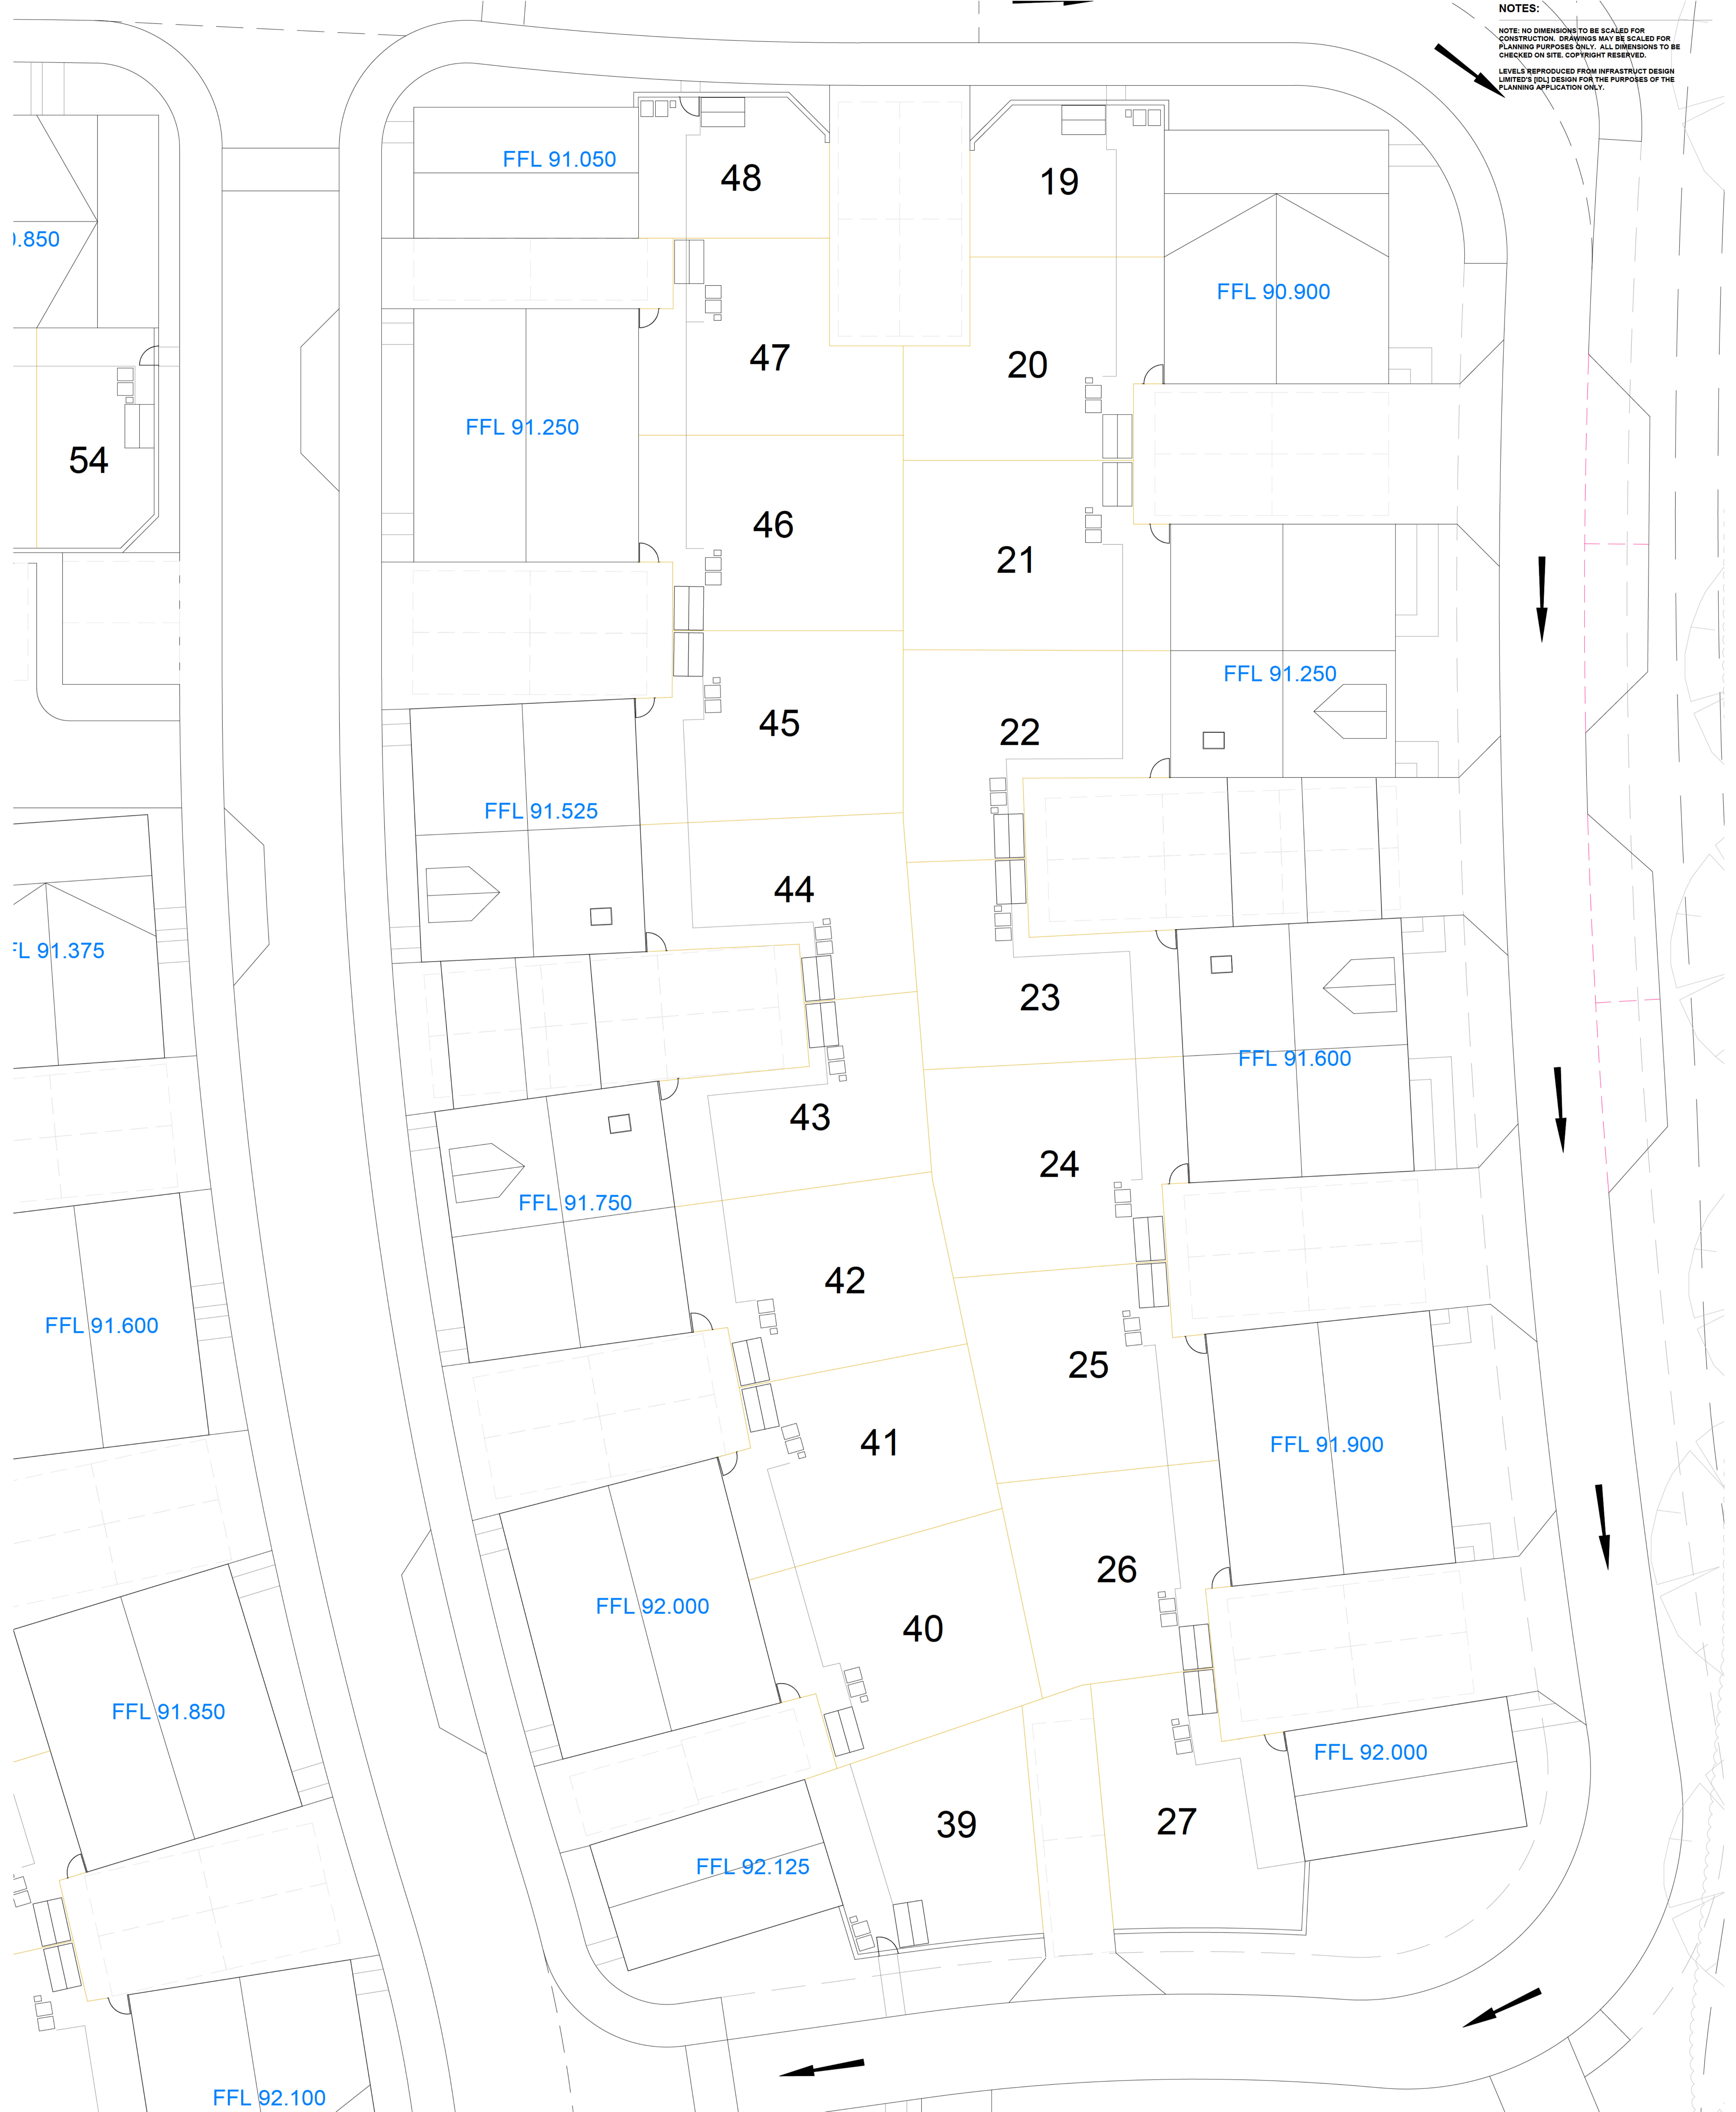 NOTES:
NOTE: NO DIMENSIONS TO BE SCALED FOR
CONSTRUCTION. DRAWINGS MAY BE SCALED FOR
PLANNING PURPOSES ONLY. ALL DIMENSIONS TO BE
CHECKED ON SITE. COPYRIGHT RESERVED.
LEVELS REPRODUCED FROM INFRASTRUCT DESIGN
LIMITED'S [IDL] DESIGN FOR THE PURPOSES OF THE
PLANNING APPLICATION ONLY.
FFL 91.050
48
19
.850
FFL 90.900
47
20
FFL 91.250
54
46
21
FFL 91.250
45
22
FFL 91.525
44
FL 91.375
23
FFL 91.600
43
24
FFL 91.750
42
FFL 91.600
25
41
FFL 91.900
26
FFL 92.000
40
FFL 91.850
FFL 92.000
39
27
FFL 92.125
FFL 92.100